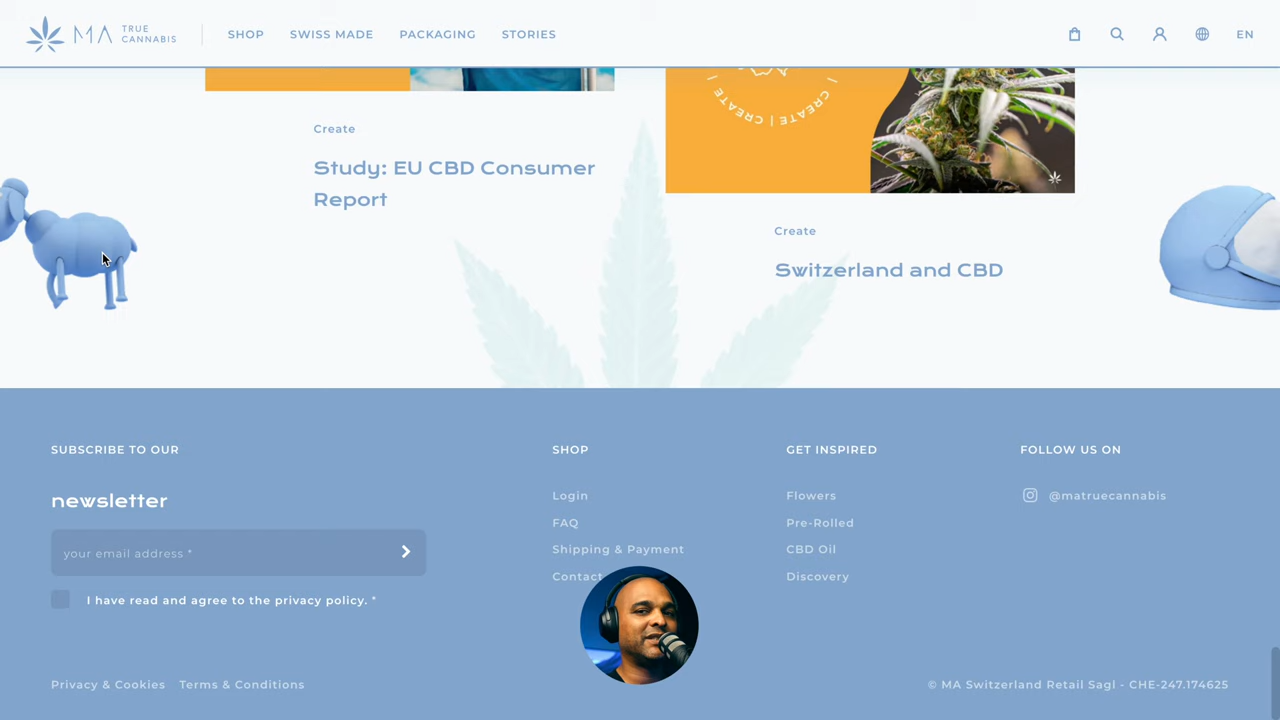 MA TRUE CANNABIS
SHOP
SWISS MADE
PACKAGING
STORIES
EN
CREATE | CREATE
Create
Study: EU CBD Consumer
Report
Create
Switzerland and CBD
SUBSCRIBE TO OUR
newsletter
your email address *
I have read and agree to the privacy policy. *
SHOP
Login
FAQ
Shipping & Payment
Contact
GET INSPIRED
Flowers
Pre-Rolled
CBD Oil
Discovery
FOLLOW US ON
@matruecannabis
Privacy & Cookies
Terms & Conditions
© MA Switzerland Retail Sagl - CHE-247.174625